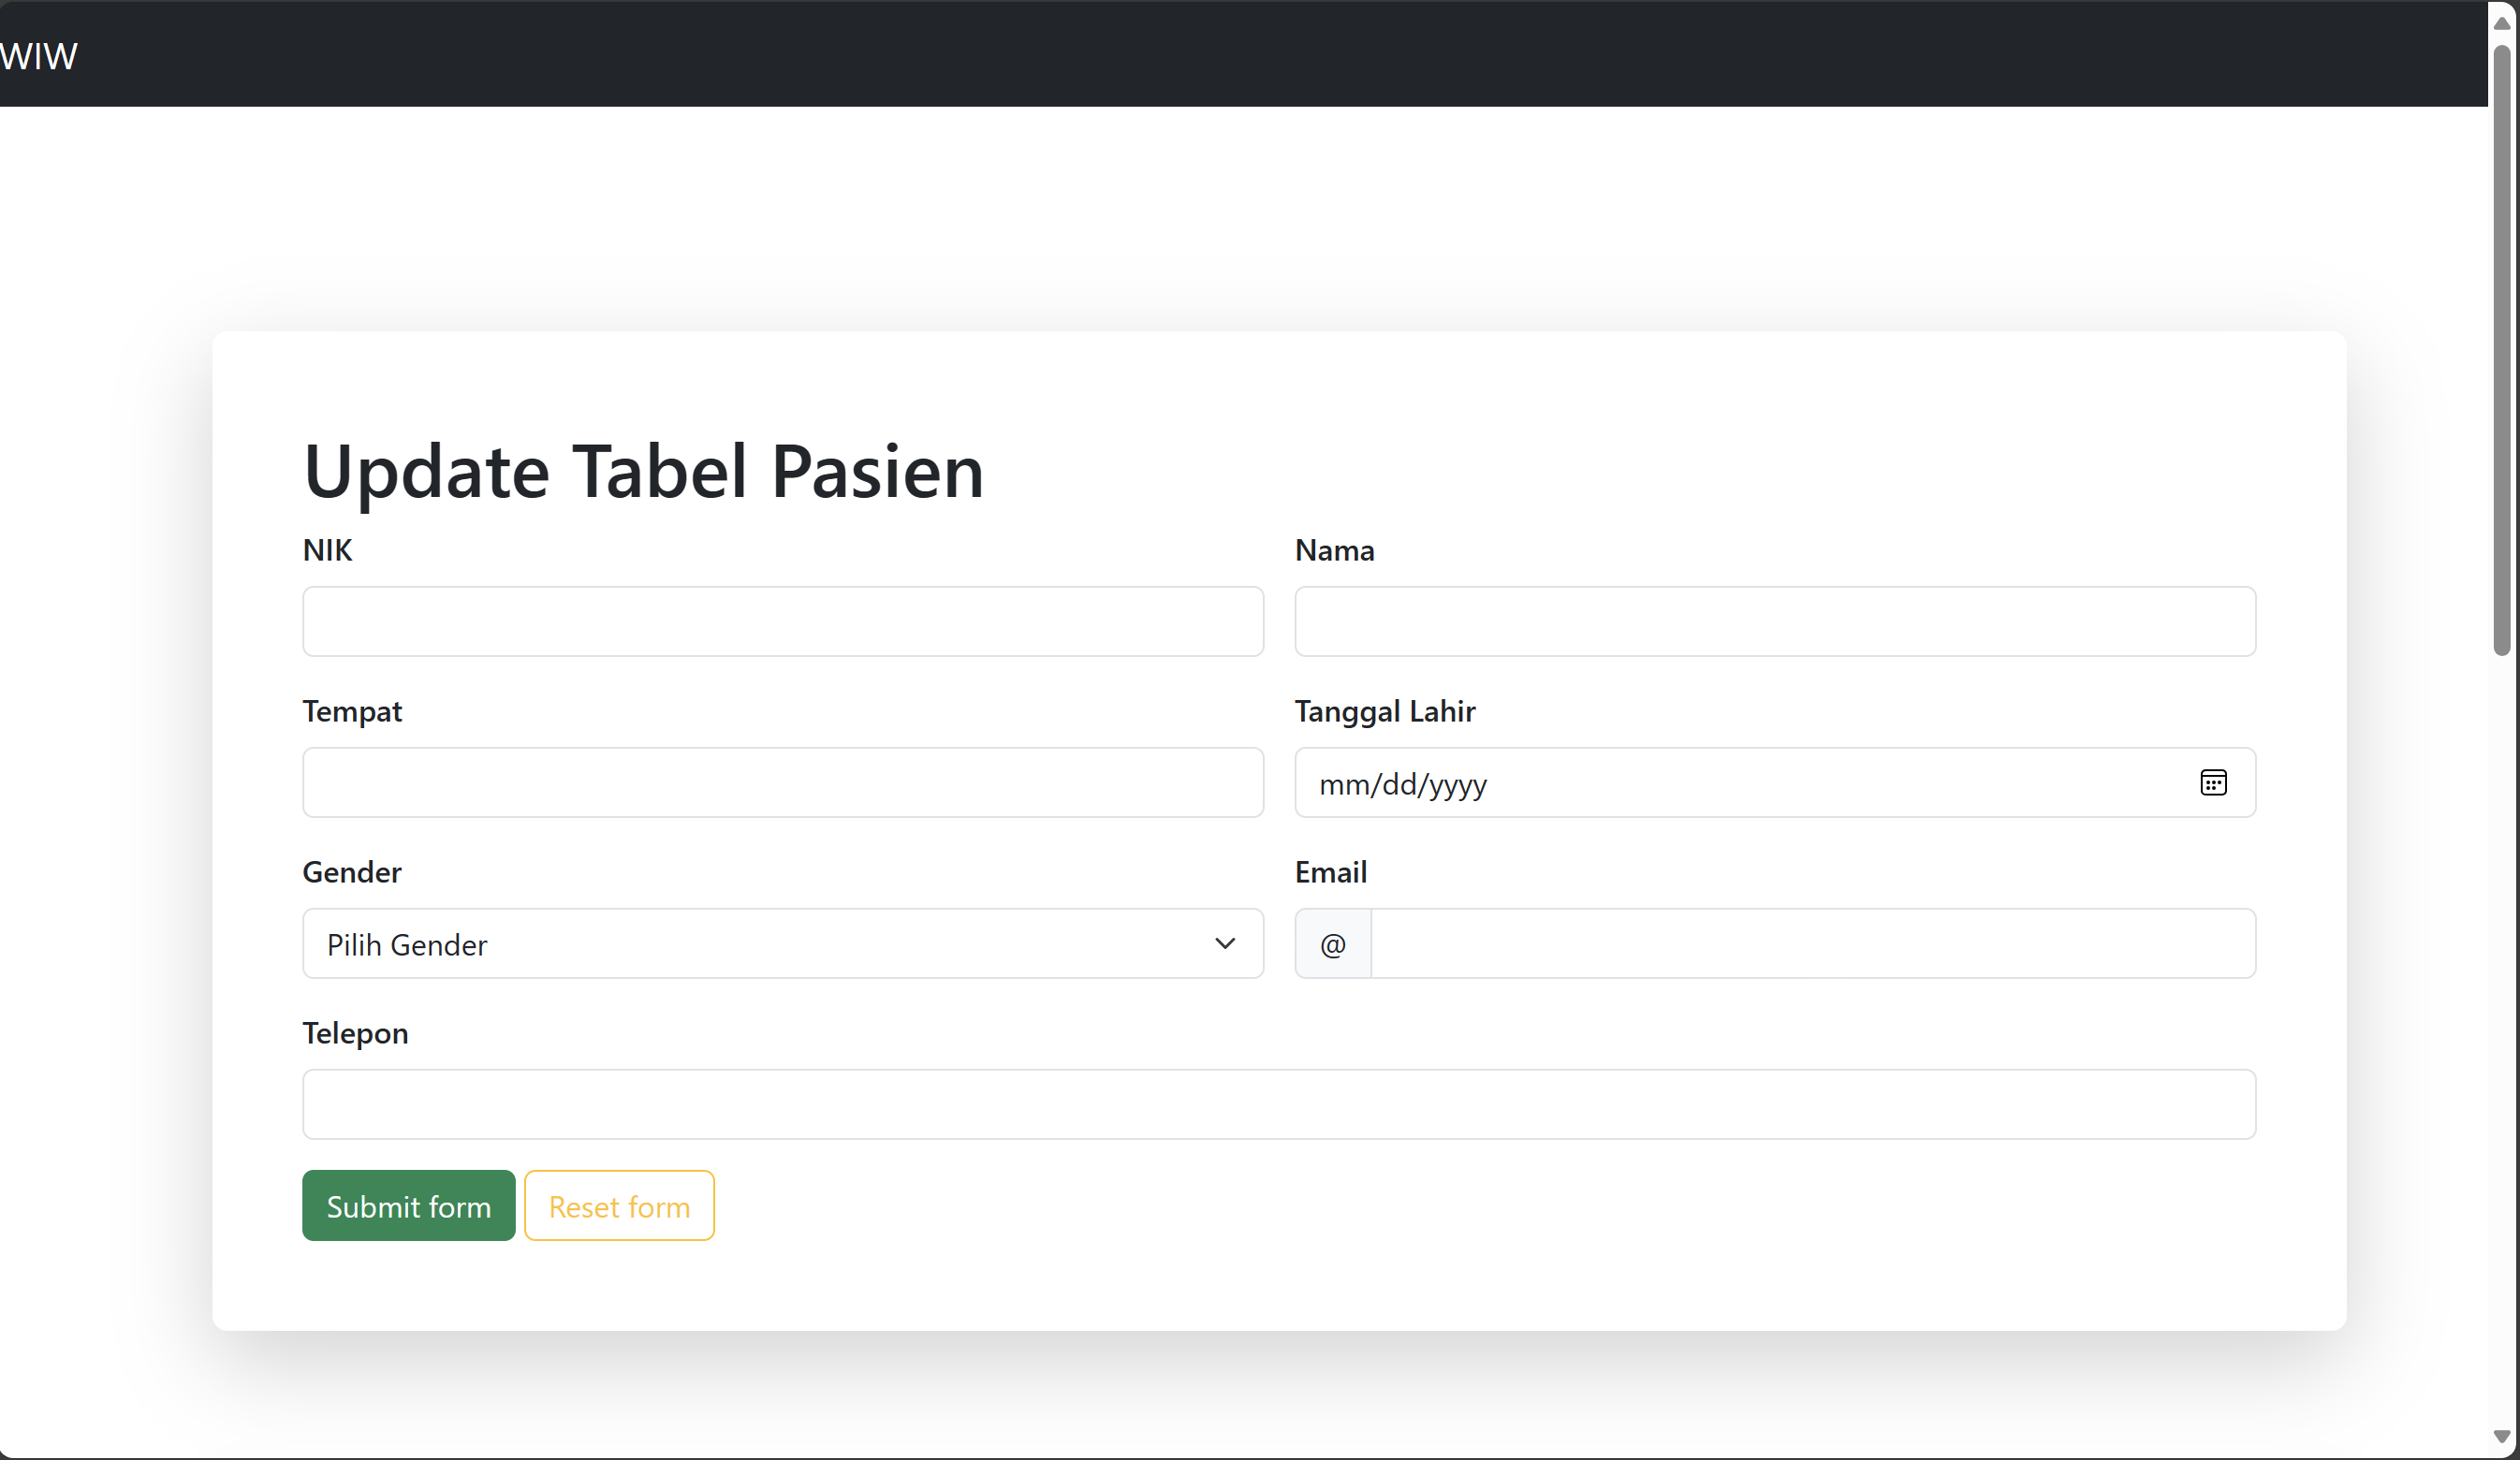 WIW
Update Tabel Pasien
NIK
Nama
Tempat
Tanggal Lahir
mm/dd/yyyy
Gender
Email
Pilih Gender
@
Telepon
Submit form
Reset form